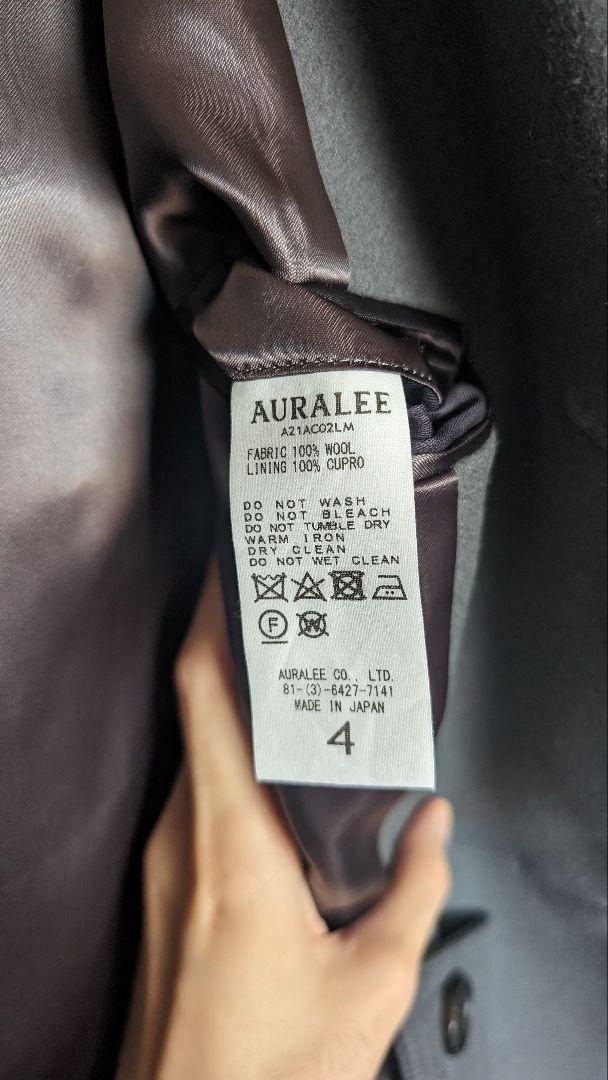 AURALEE
A21AC02LM
FABRIC 100% WOOL
LINING 100% CUPRO
DO NOT WASH
DO NOT BLEACH
DO NOT TUMBLE DRY
WARM IRON
DRY CLEAN
DO NOT WET CLEAN
F W
AURALEE CO., LTD.
81-(3)-6427-7141
MADE IN JAPAN
4